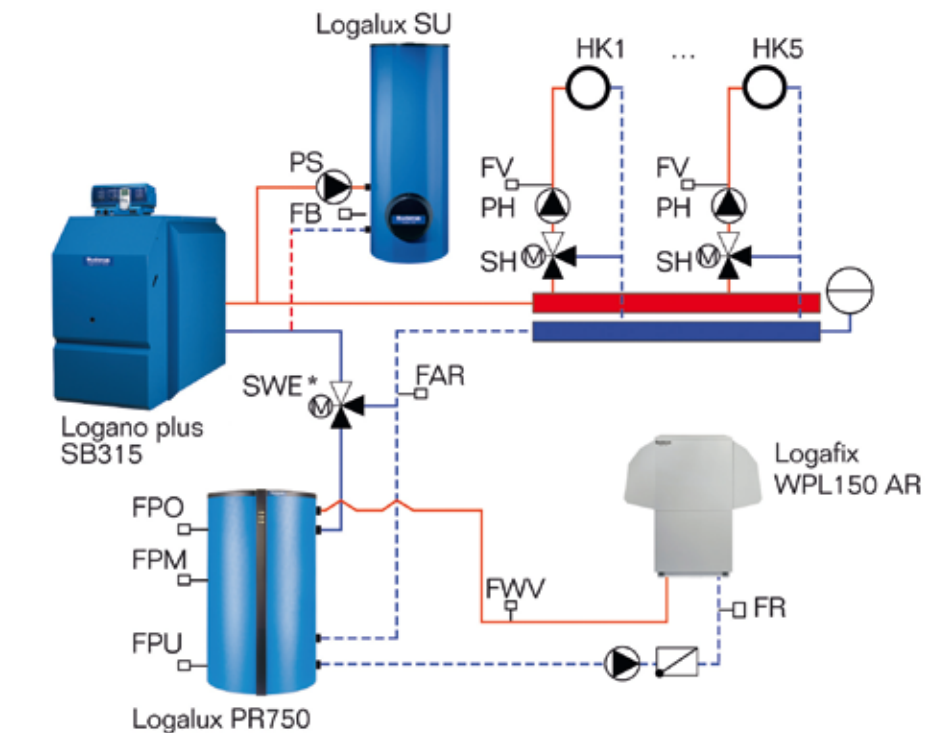 Logalux SU
HK1
...
HK5
PS
FB
FV
PH
SH
M
FV
PH
SH
M
Logano plus
SB315
SWE*
M
FAR
Logafix
WPL150 AR
FPO
FPM
FPU
FWV
FR
Logalux PR750